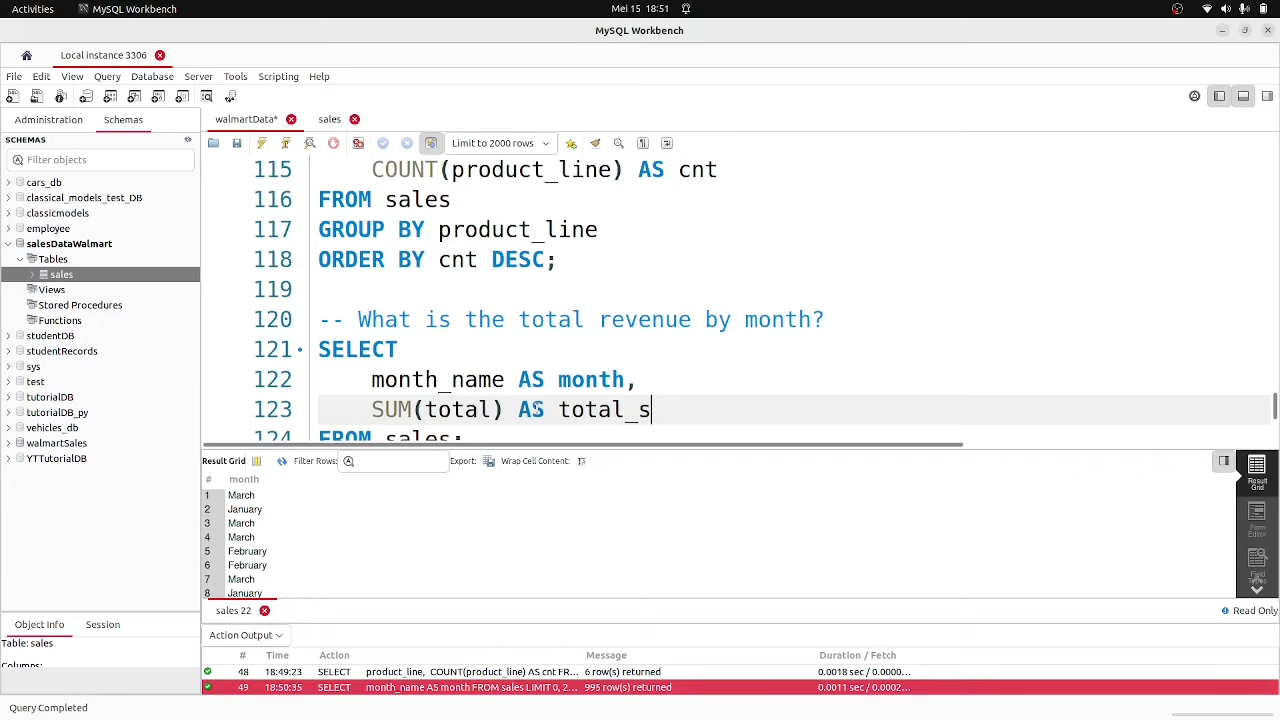 Activities MySQL Workbench Mei 15 18:51
MySQL Workbench
Local instance 3306
File Edit View Query Database Server Tools Scripting Help
Administration Schemas
walmartData* sales
SCHEMAS
Limit to 2000 rows
Filter objects
cars_db
classical_models_test_DB
classicmodels
employee
salesDataWalmart
Tables
sales
Views
Stored Procedures
Functions
studentDB
studentRecords
sys
test
tutorialDB
tutorialDB_py
vehicles_db
walmartSales
YTTutorialDB
115 COUNT(product_line) AS cnt
116 FROM sales
117 GROUP BY product_line
118 ORDER BY cnt DESC;
119
120 -- What is the total revenue by month?
121 SELECT
122 month_name AS month,
123 SUM(total) AS total_s
124 FROM sales;
Result Grid Filter Rows: Export: Wrap Cell Content:
# month
1 March
2 January
3 March
4 March
5 February
6 February
7 March
8 January
Result Grid
Form Editor
Field Types
sales 22 Read Only
Object Info Session
Table: sales
Columns:
Action Output
# Time Action Message Duration / Fetch
48 18:49:23 SELECT product_line, COUNT(product_line) AS cnt FR... 6 row(s) returned 0.0018 sec / 0.0000...
49 18:50:35 SELECT month_name AS month FROM sales LIMIT 0, 2... 995 row(s) returned 0.0011 sec / 0.0002...
Query Completed